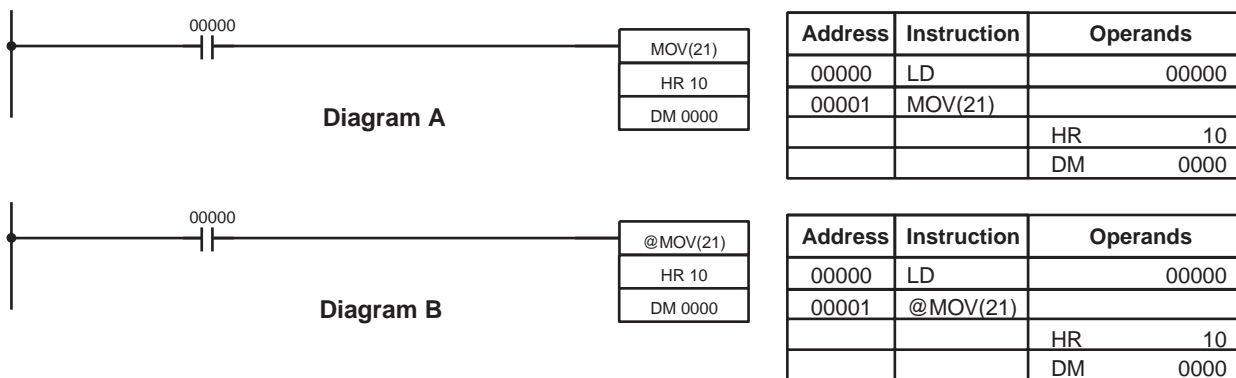 00000
MOV(21)
HR 10
DM 0000
Diagram A
Address Instruction Operands
00000 LD 00000
00001 MOV(21)
HR 10
DM 0000
00000
@MOV(21)
HR 10
DM 0000
Diagram B
Address Instruction Operands
00000 LD 00000
00001 @MOV(21)
HR 10
DM 0000